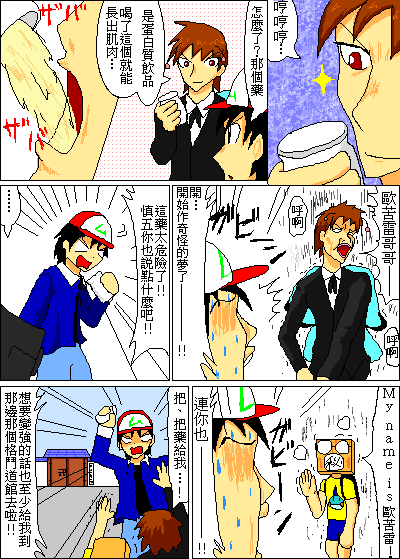 哼哼哼…
怎麼了?那個藥
是蛋白質飲品
喝了這個就能
長出肌肉…
ザバ
ザバ
歐苦雷哥哥
呼啊
呼啊
ガビーン
開…
開始作奇怪的夢了
!!
這藥太危險了!!
慎五你也說點什麼吧!!
……
My name is 歐苦雷!
秘
連你也
ガビーン
把、把藥給我…!
想要變強的話也至少給我到
那邊那個格鬥道館去啦!!